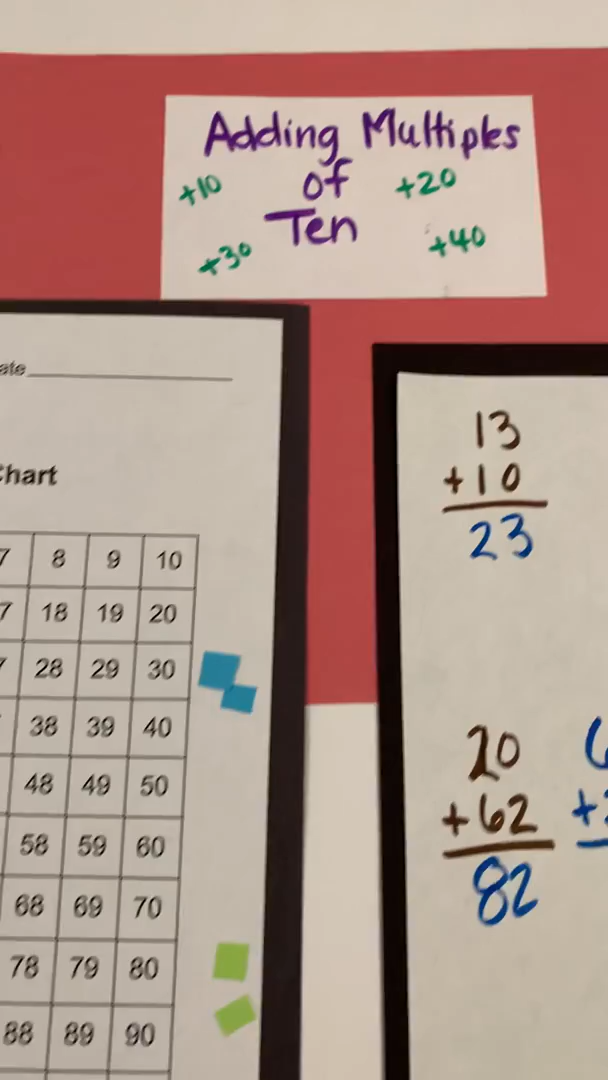 Adding Multiples
of
Ten
+10
+20
+30
+40
ate
Chart
7 8 9 10
7 18 19 20
28 29 30
38 39 40
48 49 50
58 59 60
68 69 70
78 79 80
88 89 90
13
+10
23
20
+62
82